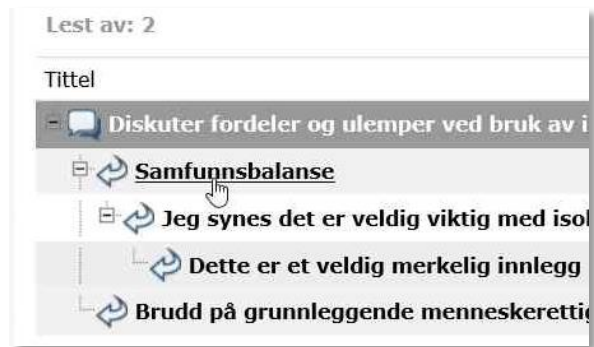 Lest av: 2
Tittel
Diskuter fordeler og ulemper ved bruk av i
Samfunnsbalanse
Jeg synes det er veldig viktig med isol
Dette er et veldig merkelig innlegg
Brudd på grunnleggende menneskerettig